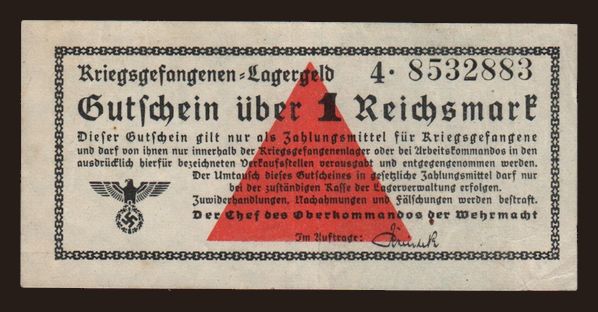 Kriegsgefangenen-Lagergeld 4· 8532883
Gutschein über 1 Reichsmark
Dieser Gutschein gilt nur als Zahlungsmittel für Kriegsgefangene
und darf von ihnen nur innerhalb der Kriegsgefangenenlager oder bei Arbeitskommandos in den
ausdrücklich hierfür bezeichneten Verkaufsstellen verausgabt und entgegengenommen werden.
Der Umtausch dieses Gutscheines in gesetzliche Zahlungsmittel darf nur
bei der zuständigen Kasse der Lagerverwaltung erfolgen.
Zuwiderhandlungen, Nachahmungen und Fälschungen werden bestraft.
Der Chef des Oberkommandos der Wehrmacht
Im Auftrage: